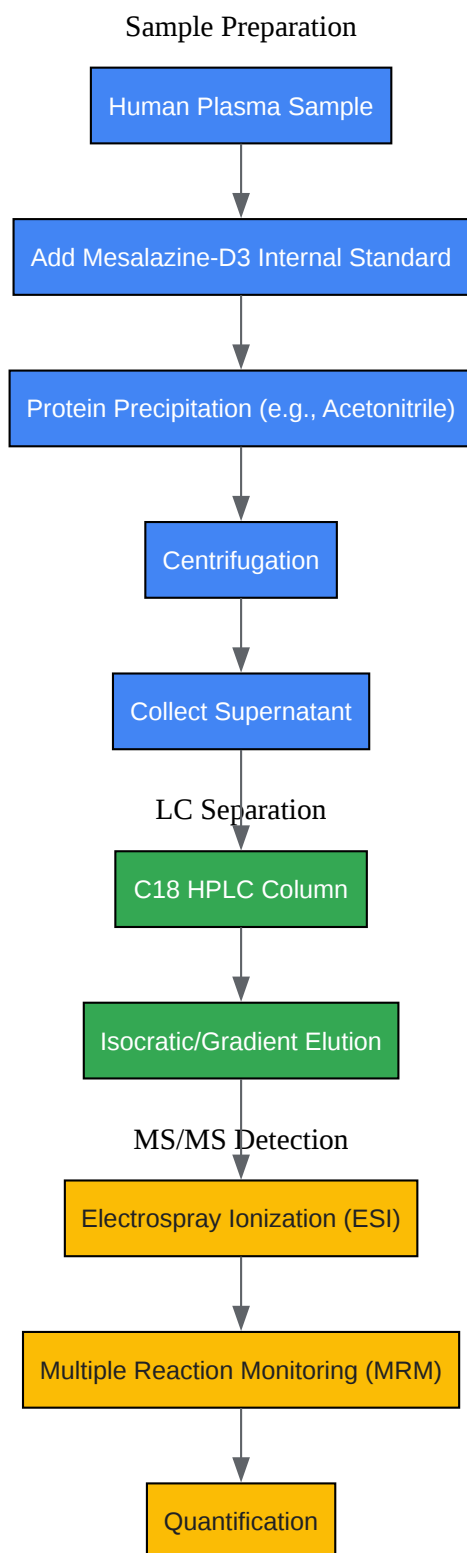 Sample Preparation
Human Plasma Sample
Add Mesalazine-D3 Internal Standard
Protein Precipitation (e.g., Acetonitrile)
Centrifugation
Collect Supernatant
LC Separation
C18 HPLC Column
Isocratic/Gradient Elution
MS/MS Detection
Electrospray Ionization (ESI)
Multiple Reaction Monitoring (MRM)
Quantification